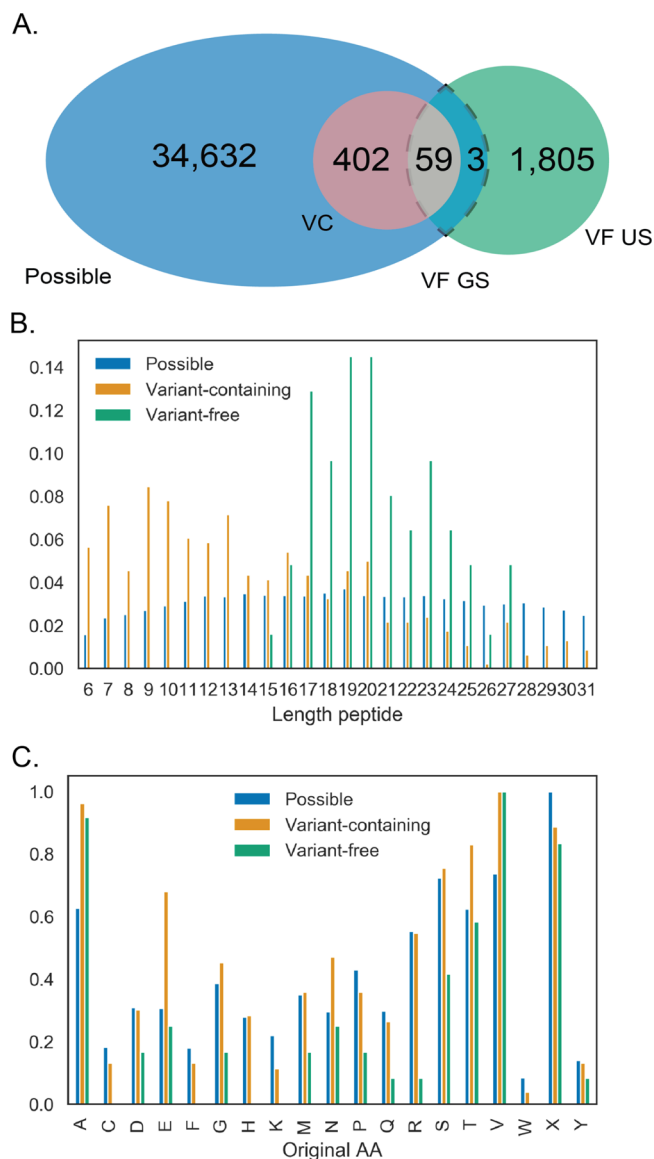 A.
34,632
402
59
3
1,805
VC
VF US
Possible
VF GS
B.
0.14
0.12
0.10
0.08
0.06
0.04
0.02
0.00
Possible
Variant-containing
Variant-free
6 7 8 9 10 11 12 13 14 15 16 17 18 19 20 21 22 23 24 25 26 27 28 29 30 31
Length peptide
C.
1.0
0.8
0.6
0.4
0.2
0.0
Possible
Variant-containing
Variant-free
A C D E F G H K M N P Q R S T V W X Y
Original AA